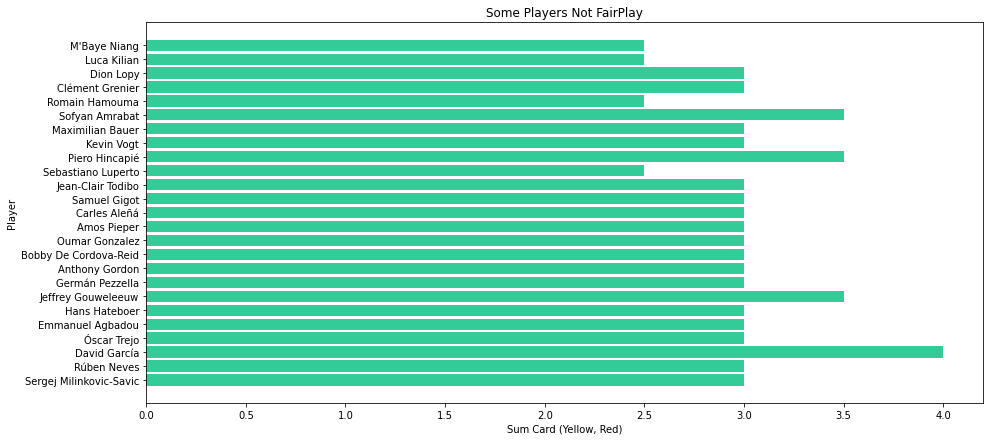 Some Players Not FairPlay
Player
M'Baye Niang
Luca Kilian
Dion Lopy
Clément Grenier
Romain Hamouma
Sofyan Amrabat
Maximilian Bauer
Kevin Vogt
Piero Hincapié
Sebastiano Luperto
Jean-Clair Todibo
Samuel Gigot
Carles Aleñá
Amos Pieper
Oumar Gonzalez
Bobby De Cordova-Reid
Anthony Gordon
Germán Pezzella
Jeffrey Gouweleeuw
Hans Hateboer
Emmanuel Agbadou
Óscar Trejo
David García
Rúben Neves
Sergej Milinkovic-Savic
0.0 0.5 1.0 1.5 2.0 2.5 3.0 3.5 4.0
Sum Card (Yellow, Red)